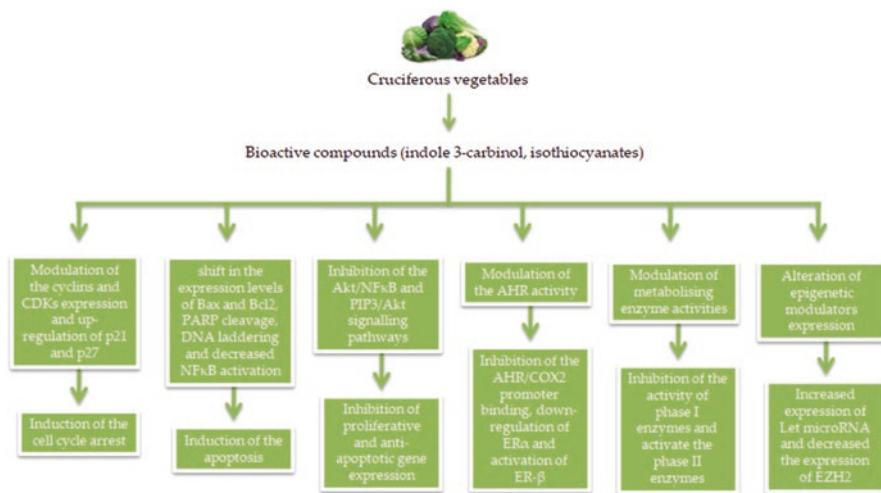 Cruciferous vegetables
Bioactive compounds (indole 3-carbinol, isothiocyanates)
Modulation of
the cyclins and
CDKs expression
and up-
regulation of p21
and p27
shift in the
expression levels
of Bax and Bcl2,
PARP cleavage,
DNA laddering
and decreased
NFκB activation
Inhibition of the
Akt/NFκB and
PIP3/Akt
signalling
pathways
Modulation of
the AHR activity
Modulation of
metabolising
enzyme activities
Alteration of
epigenetic
modulators
expression
Induction of the
cell cycle arrest
Induction of the
apoptosis
Inhibition of
proliferative
and anti-
apoptotic gene
expression
Inhibition of the
AHR/COX2
promoter
binding, down-
regulation of
ERα and
activation of
ER-β
Inhibition of the
activity of
phase I
enzymes and
activate the
phase II
enzymes
Increased
expression of
Let microRNA
and decreased
the expression
of EZH2